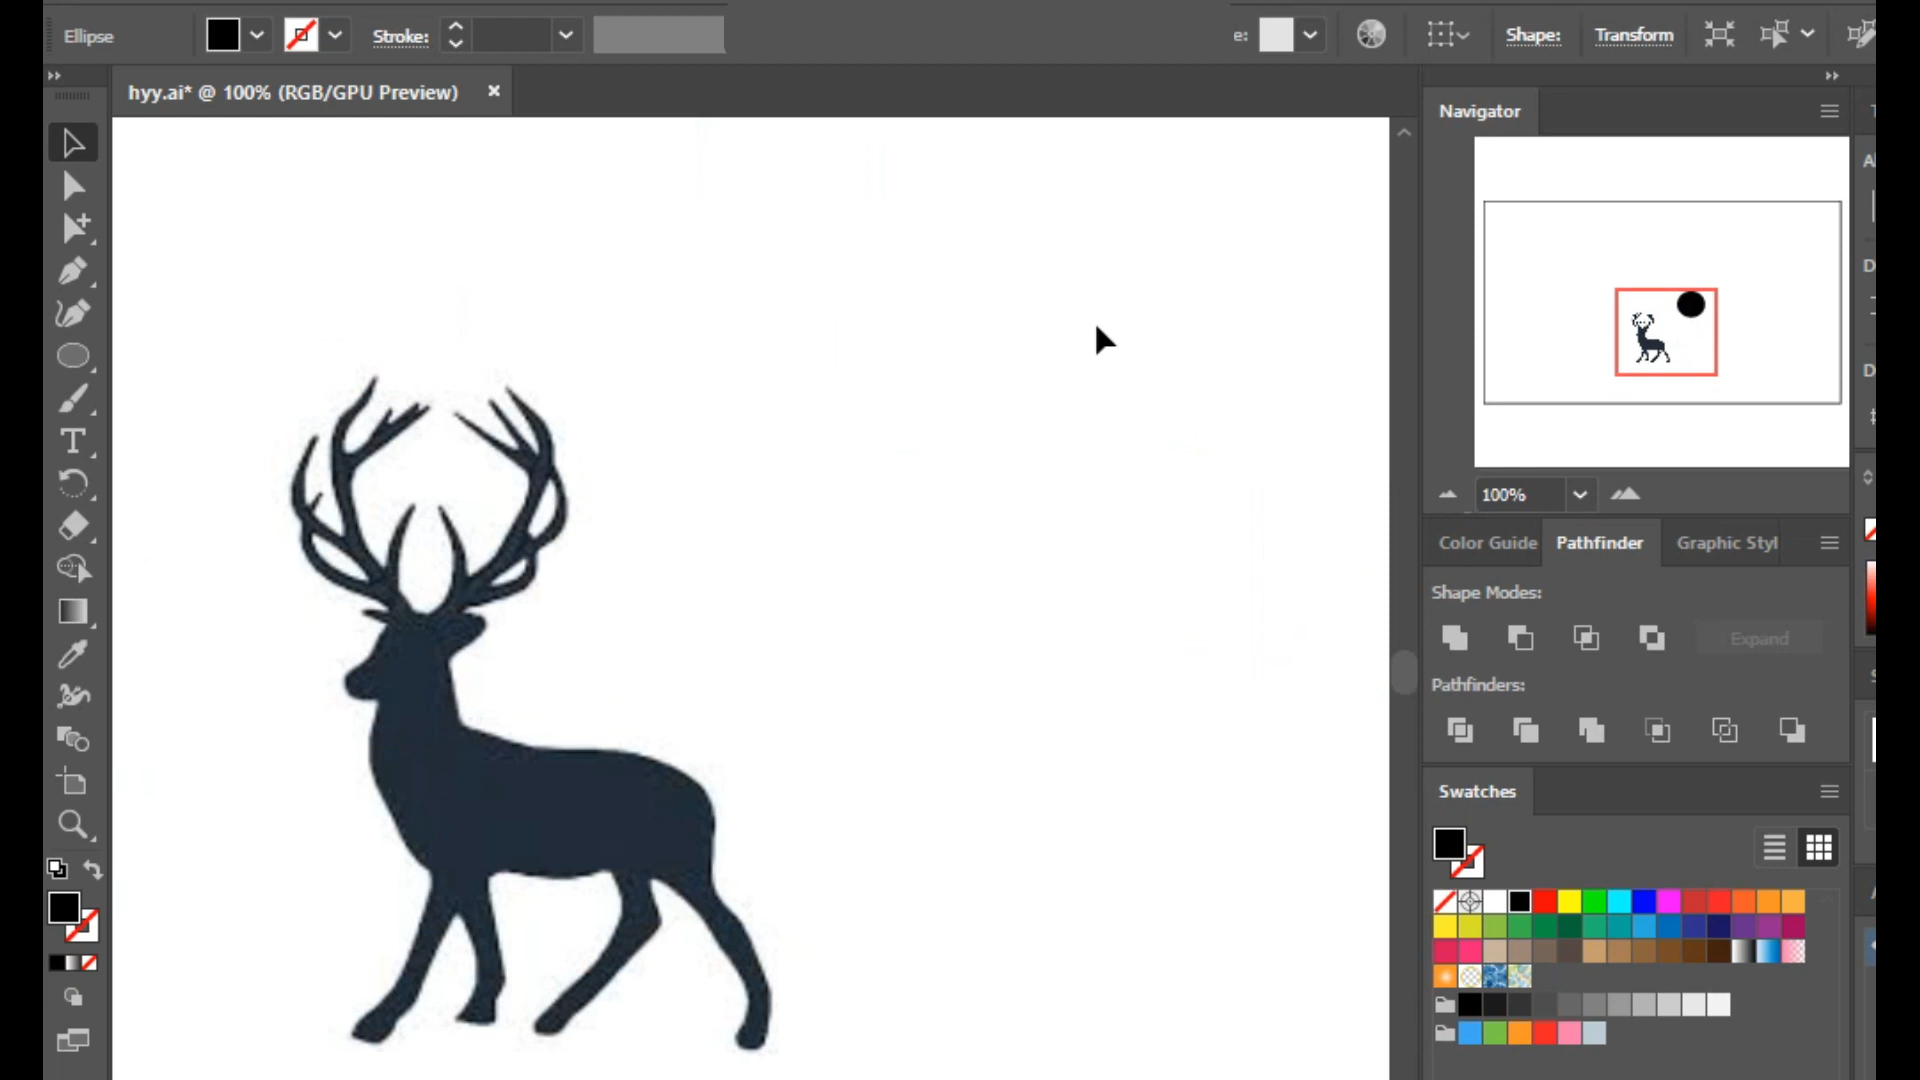 Ellipse
Stroke:
e:
Shape:
Transform
hyy.ai* @ 100% (RGB/GPU Preview)
Navigator
100%
Color Guide
Pathfinder
Graphic Styl
Shape Modes:
Expand
Pathfinders:
Swatches